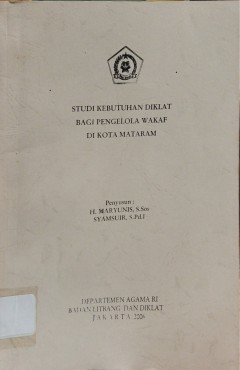 STUDI KEBUTUHAN DIKLAT
BAGI PENGELOLA WAKAF
DI KOTA MATARAM
Penyusun :
H. MARYUNIS, S.Sos
SYAMSUIR, S.Pd.I
DEPARTEMEN AGAMA RI
BADAN LITBANG DAN DIKLAT
JAKARTA 2006